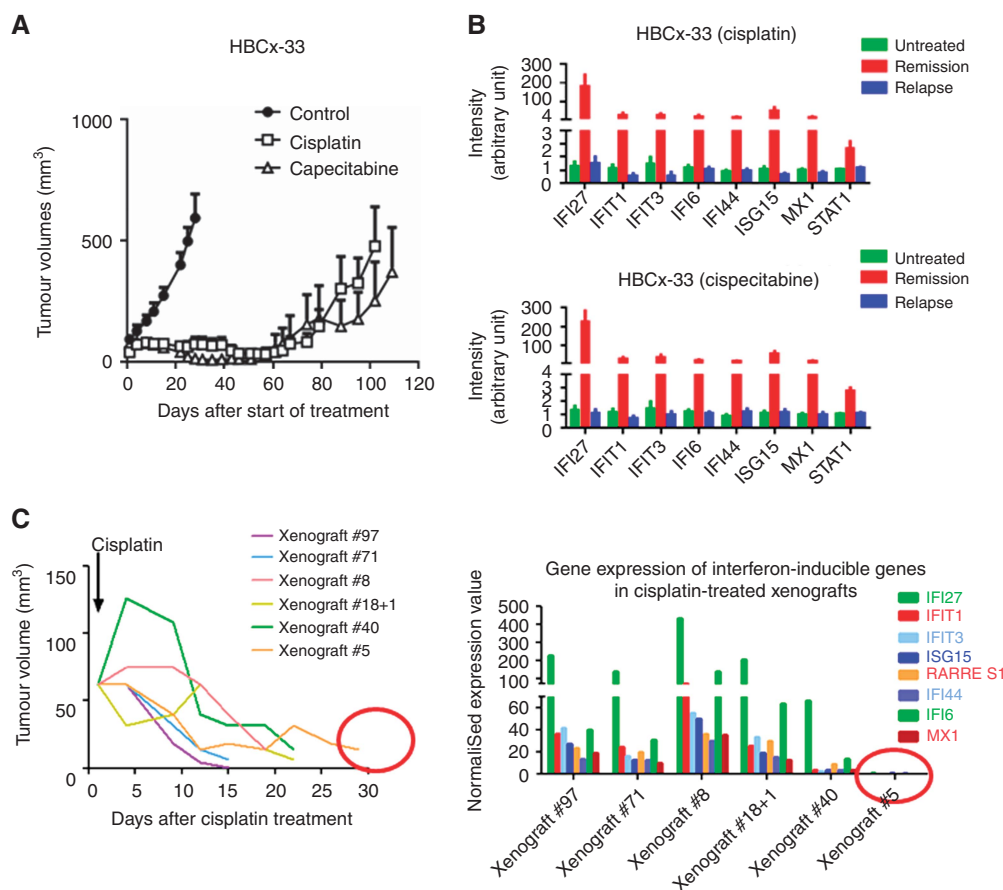 A
HBCx-33
Tumour volumes (mm³)
1000
500
0
Control
Cisplatin
Capecitabine
0 20 40 60 80 100 120
Days after start of treatment
B
HBCx-33 (cisplatin)
Intensity
(arbitrary unit)
300
200
100
4
3
2
1
0
Untreated
Remission
Relapse
IFI27 IFIT1 IFIT3 IFI6 IFI44 ISG15 MX1 STAT1
HBCx-33 (cispecitabine)
Intensity
(arbitrary unit)
300
200
100
4
3
2
1
0
Untreated
Remission
Relapse
IFI27 IFIT1 IFIT3 IFI6 IFI44 ISG15 MX1 STAT1
C
Cisplatin
Tumour volume (mm³)
150
100
50
0
Xenograft #97
Xenograft #71
Xenograft #8
Xenograft #18+1
Xenograft #40
Xenograft #5
0 5 10 15 20 25 30
Days after cisplatin treatment
Gene expression of interferon-inducible genes
in cisplatin-treated xenografts
NormaliSed expression value
500
400
300
200
100
60
40
20
0
IFI27
IFIT1
IFIT3
ISG15
RARRE S1
IFI44
IFI6
MX1
Xenograft #97 Xenograft #71 Xenograft #8 Xenograft #18+1 Xenograft #40 Xenograft #5